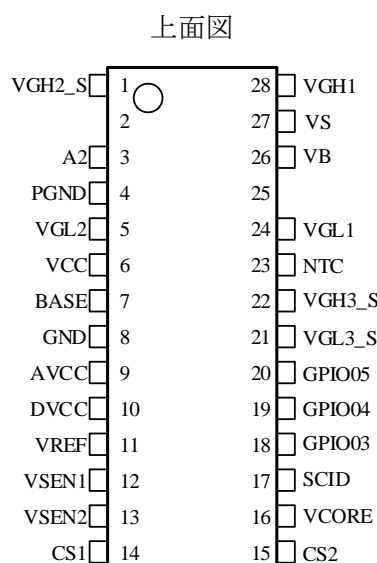 上面図
VGH2_S 1 28 VGH1
2 27 VS
A2 3 26 VB
PGND 4 25
VGL2 5 24 VGL1
VCC 6 23 NTC
BASE 7 22 VGH3_S
GND 8 21 VGL3_S
AVCC 9 20 GPIO05
DVCC 10 19 GPIO04
VREF 11 18 GPIO03
VSEN1 12 17 SCID
VSEN2 13 16 VCORE
CS1 14 15 CS2